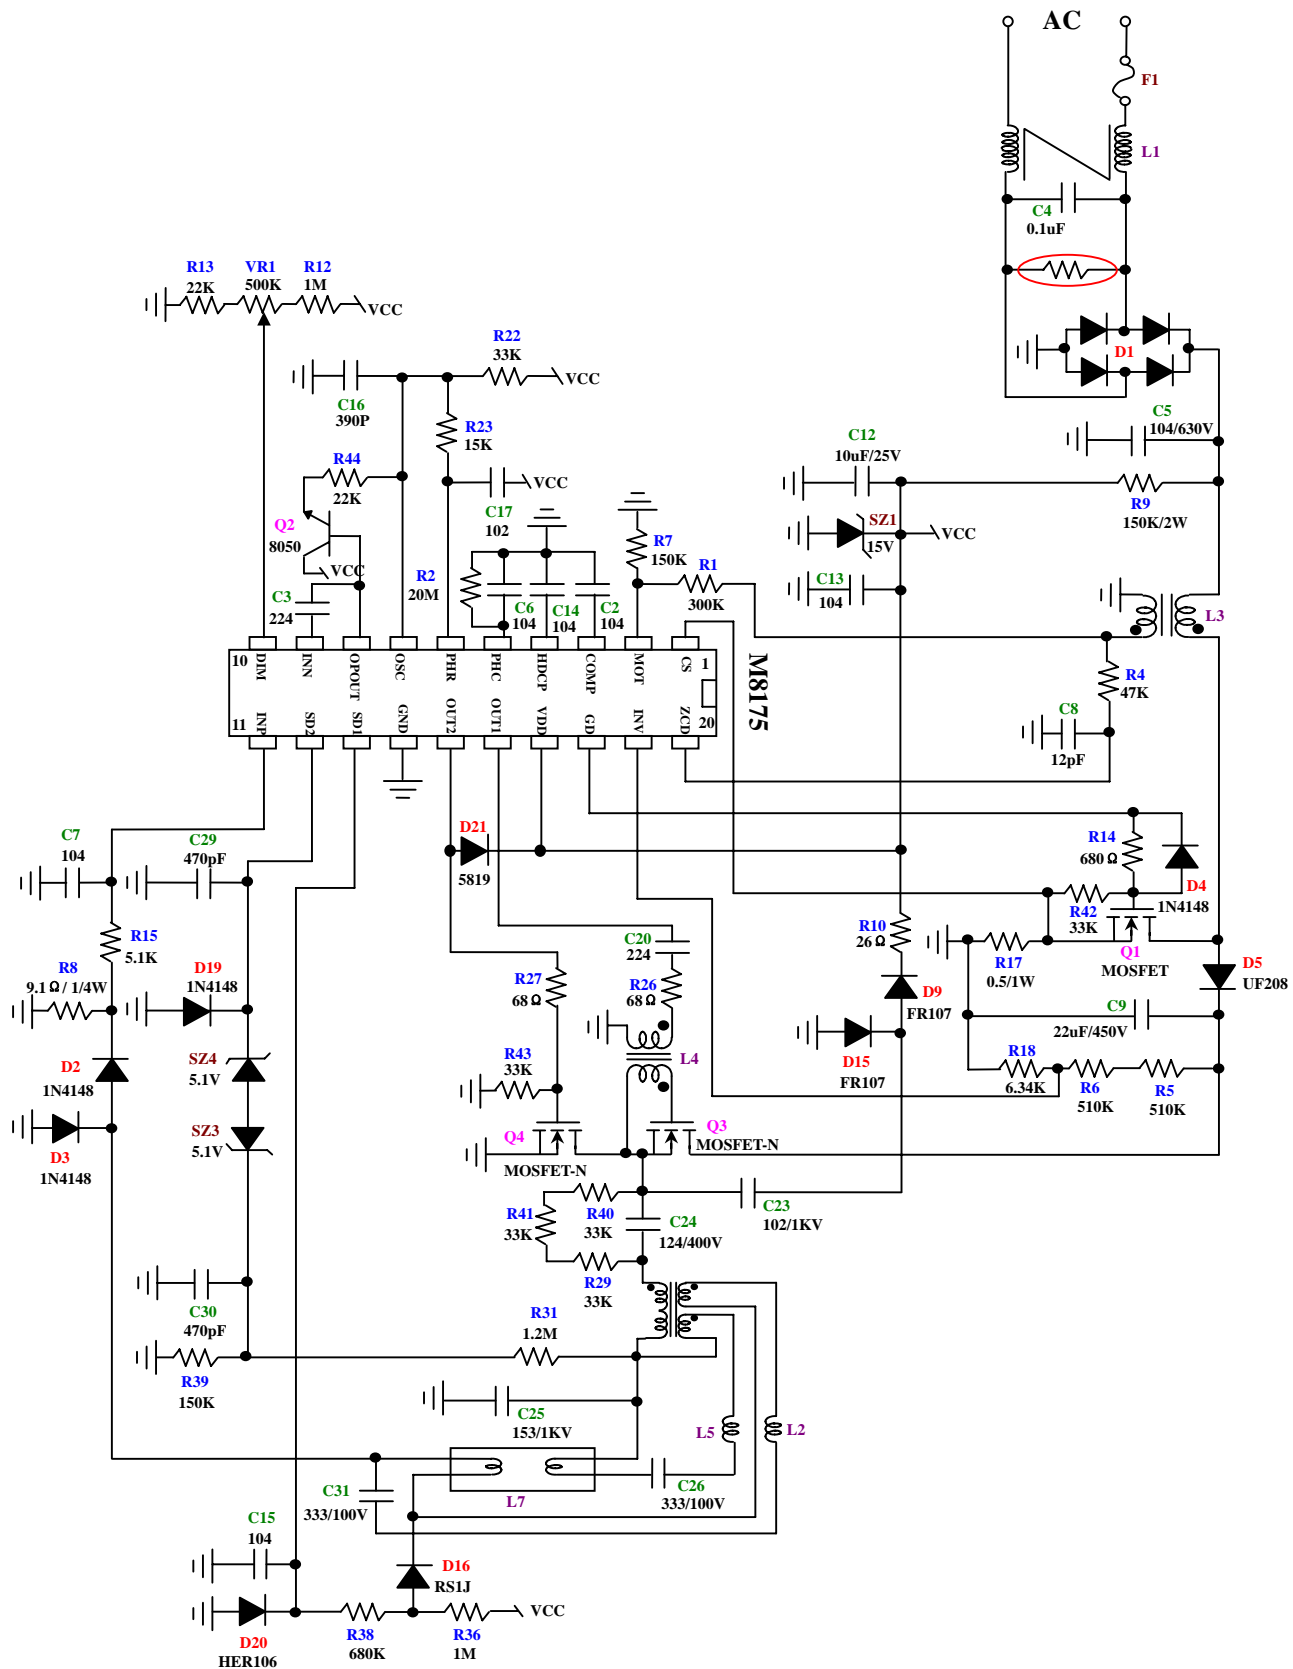 AC
F1
L1
C4
0.1uF
D1
R13
22K
VR1
500K
R12
1M
VCC
R22
33K
VCC
C16
390P
R23
15K
C5
104/630V
C12
10uF/25V
R44
22K
C17
102
VCC
R9
150K/2W
Q2
8050
VCC
SZ1
15V
VCC
R7
150K
R1
300K
R2
20M
C13
104
C3
224
C6
104
C14
104
C2
104
L3
10
DIM
INN
OPOUT
OSC
PHR
PHC
HDCP
COMP
MOT
CS
1
11
INP
SD2
SD1
GND
OUT2
OUT1
VDD
GD
INV
ZCD
20
M8175
R4
47K
C8
12pF
C7
104
C29
470pF
D21
5819
R14
680Ω
D4
1N4148
R42
33K
R15
5.1K
C20
224
R10
26Ω
R17
0.5/1W
Q1
MOSFET
D5
UF208
R8
9.1Ω/ 1/4W
D19
1N4148
R27
68Ω
R26
68Ω
D9
FR107
C9
22uF/450V
D2
1N4148
SZ4
5.1V
R43
33K
L4
D15
FR107
R18
6.34K
R6
510K
R5
510K
D3
1N4148
SZ3
5.1V
Q4
MOSFET-N
Q3
MOSFET-N
R41
33K
R40
33K
C24
124/400V
C23
102/1KV
R29
33K
C30
470pF
R31
1.2M
R39
150K
C25
153/1KV
L5
L2
C31
333/100V
L7
C26
333/100V
C15
104
D16
RS1J
D20
HER106
R38
680K
R36
1M
VCC